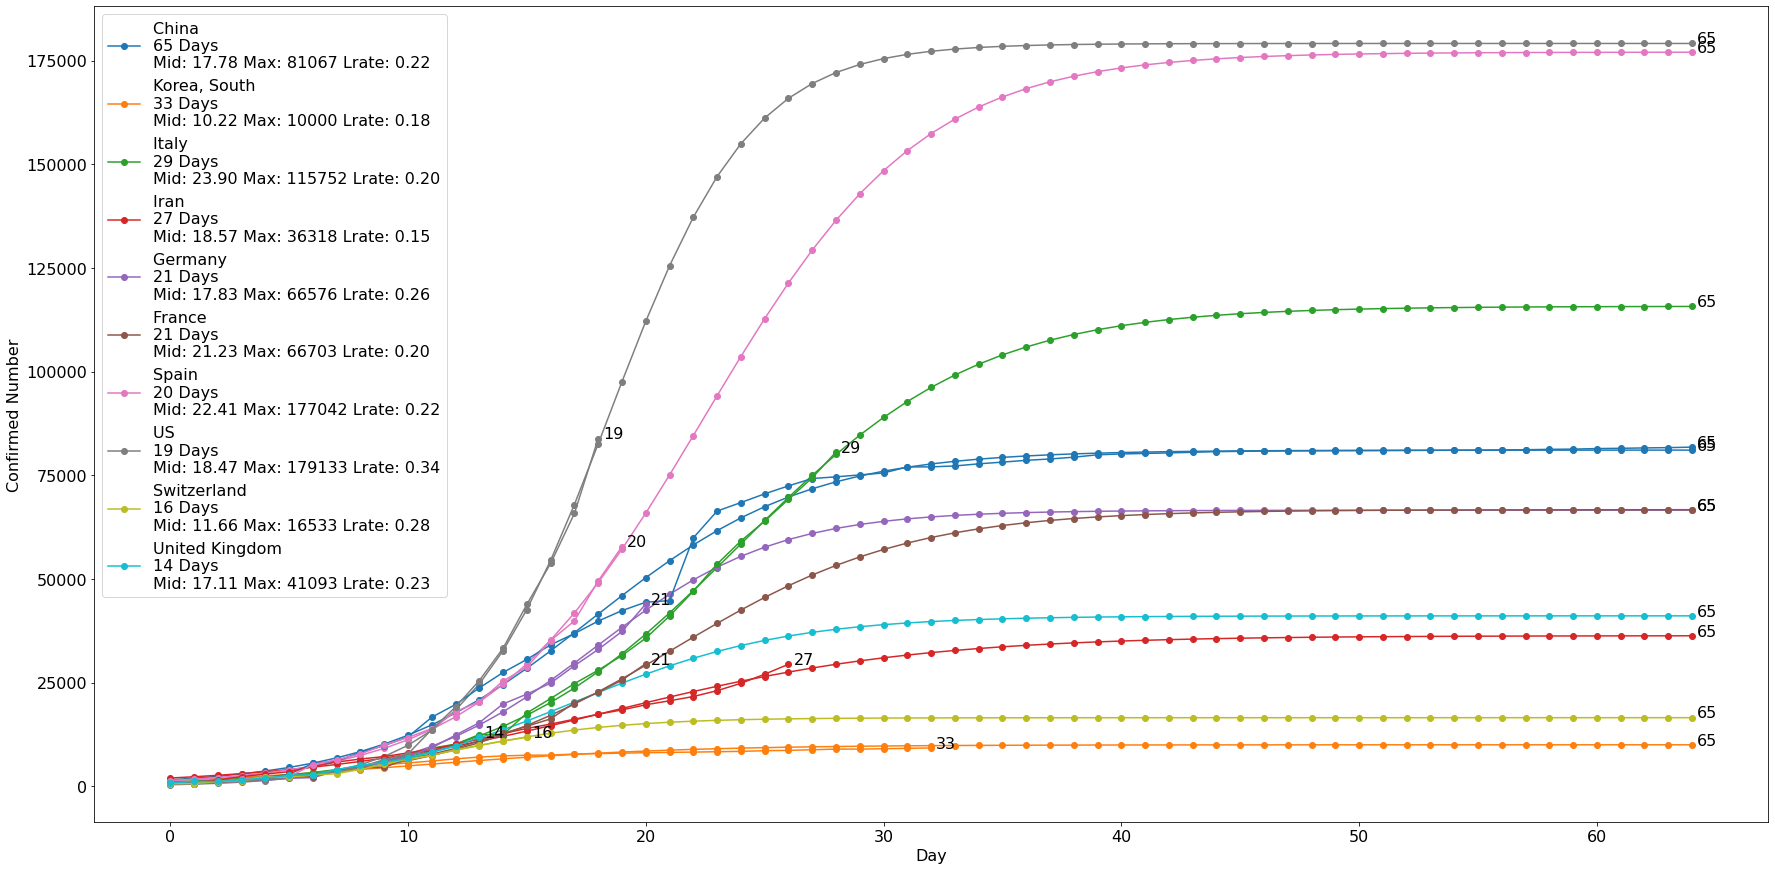 China
65 Days
Mid: 17.78 Max: 81067 Lrate: 0.22
Korea, South
33 Days
Mid: 10.22 Max: 10000 Lrate: 0.18
Italy
29 Days
Mid: 23.90 Max: 115752 Lrate: 0.20
Iran
27 Days
Mid: 18.57 Max: 36318 Lrate: 0.15
Germany
21 Days
Mid: 17.83 Max: 66576 Lrate: 0.26
France
21 Days
Mid: 21.23 Max: 66703 Lrate: 0.20
Spain
20 Days
Mid: 22.41 Max: 177042 Lrate: 0.22
US
19 Days
Mid: 18.47 Max: 179133 Lrate: 0.34
Switzerland
16 Days
Mid: 11.66 Max: 16533 Lrate: 0.28
United Kingdom
14 Days
Mid: 17.11 Max: 41093 Lrate: 0.23
Confirmed Number
175000
150000
125000
100000
75000
50000
25000
0
65
65
65
19
29
65
65
20
65
65
21
65
21
27
65
65
14
16
33
65
0
10
20
30
40
50
60
Day